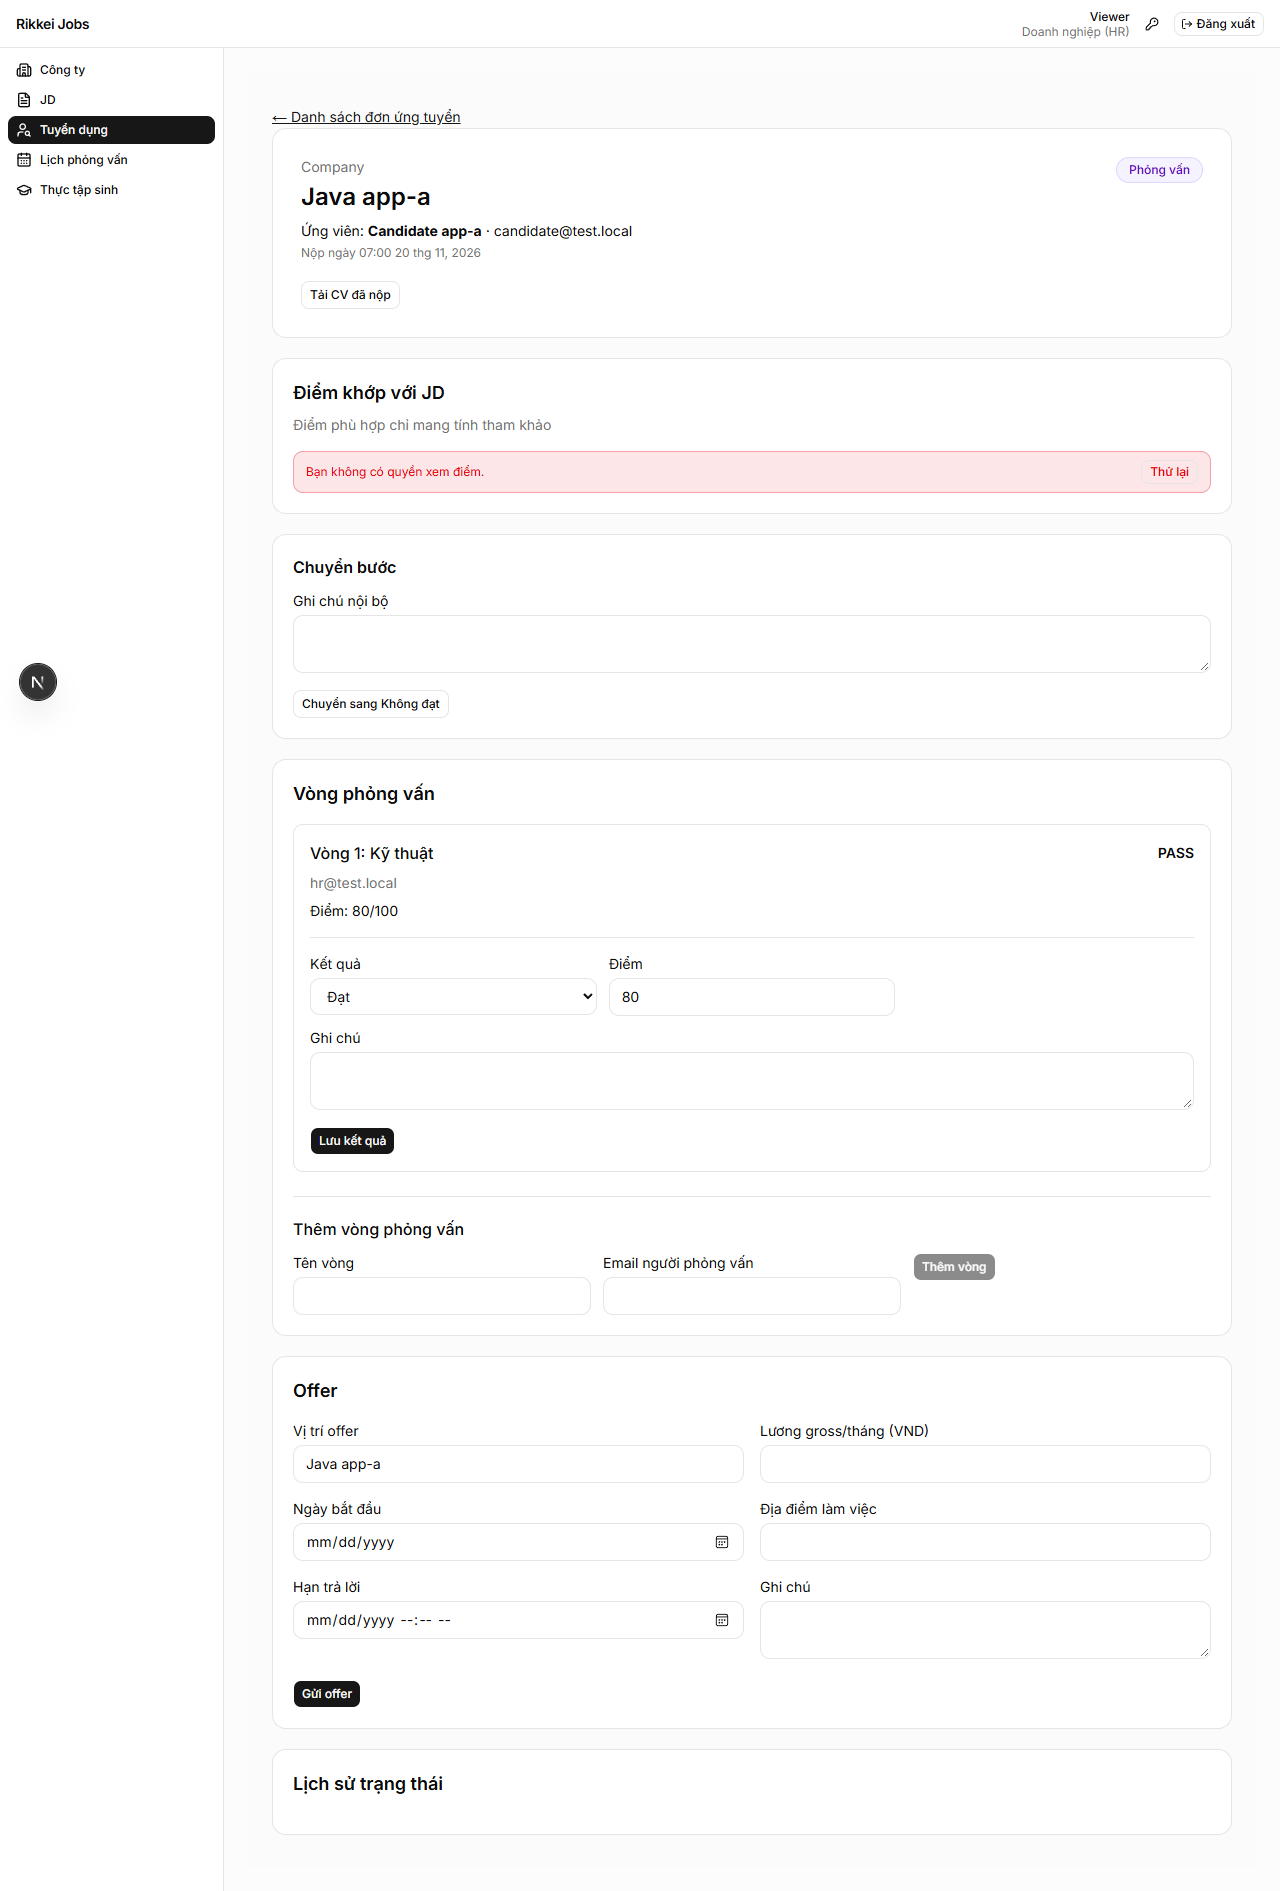 Rikkei Jobs
Viewer
Doanh nghiệp (HR)
Đăng xuất
Công ty
JD
Tuyển dụng
Lịch phỏng vấn
Thực tập sinh
← Danh sách đơn ứng tuyển
Company
Phỏng vấn
Java app-a
Ứng viên: Candidate app-a · candidate@test.local
Nộp ngày 07:00 20 thg 11, 2026
Tải CV đã nộp
Điểm khớp với JD
Điểm phù hợp chỉ mang tính tham khảo
Bạn không có quyền xem điểm.
Thử lại
Chuyển bước
Ghi chú nội bộ
Chuyển sang Không đạt
N
Vòng phỏng vấn
Vòng 1: Kỹ thuật
PASS
hr@test.local
Điểm: 80/100
Kết quả
Điểm
Đạt
80
Ghi chú
Lưu kết quả
Thêm vòng phỏng vấn
Tên vòng
Email người phỏng vấn
Thêm vòng
Offer
Vị trí offer
Lương gross/tháng (VND)
Java app-a
Ngày bắt đầu
Địa điểm làm việc
mm/dd/yyyy
Hạn trả lời
Ghi chú
mm/dd/yyyy --:-- --
Gửi offer
Lịch sử trạng thái